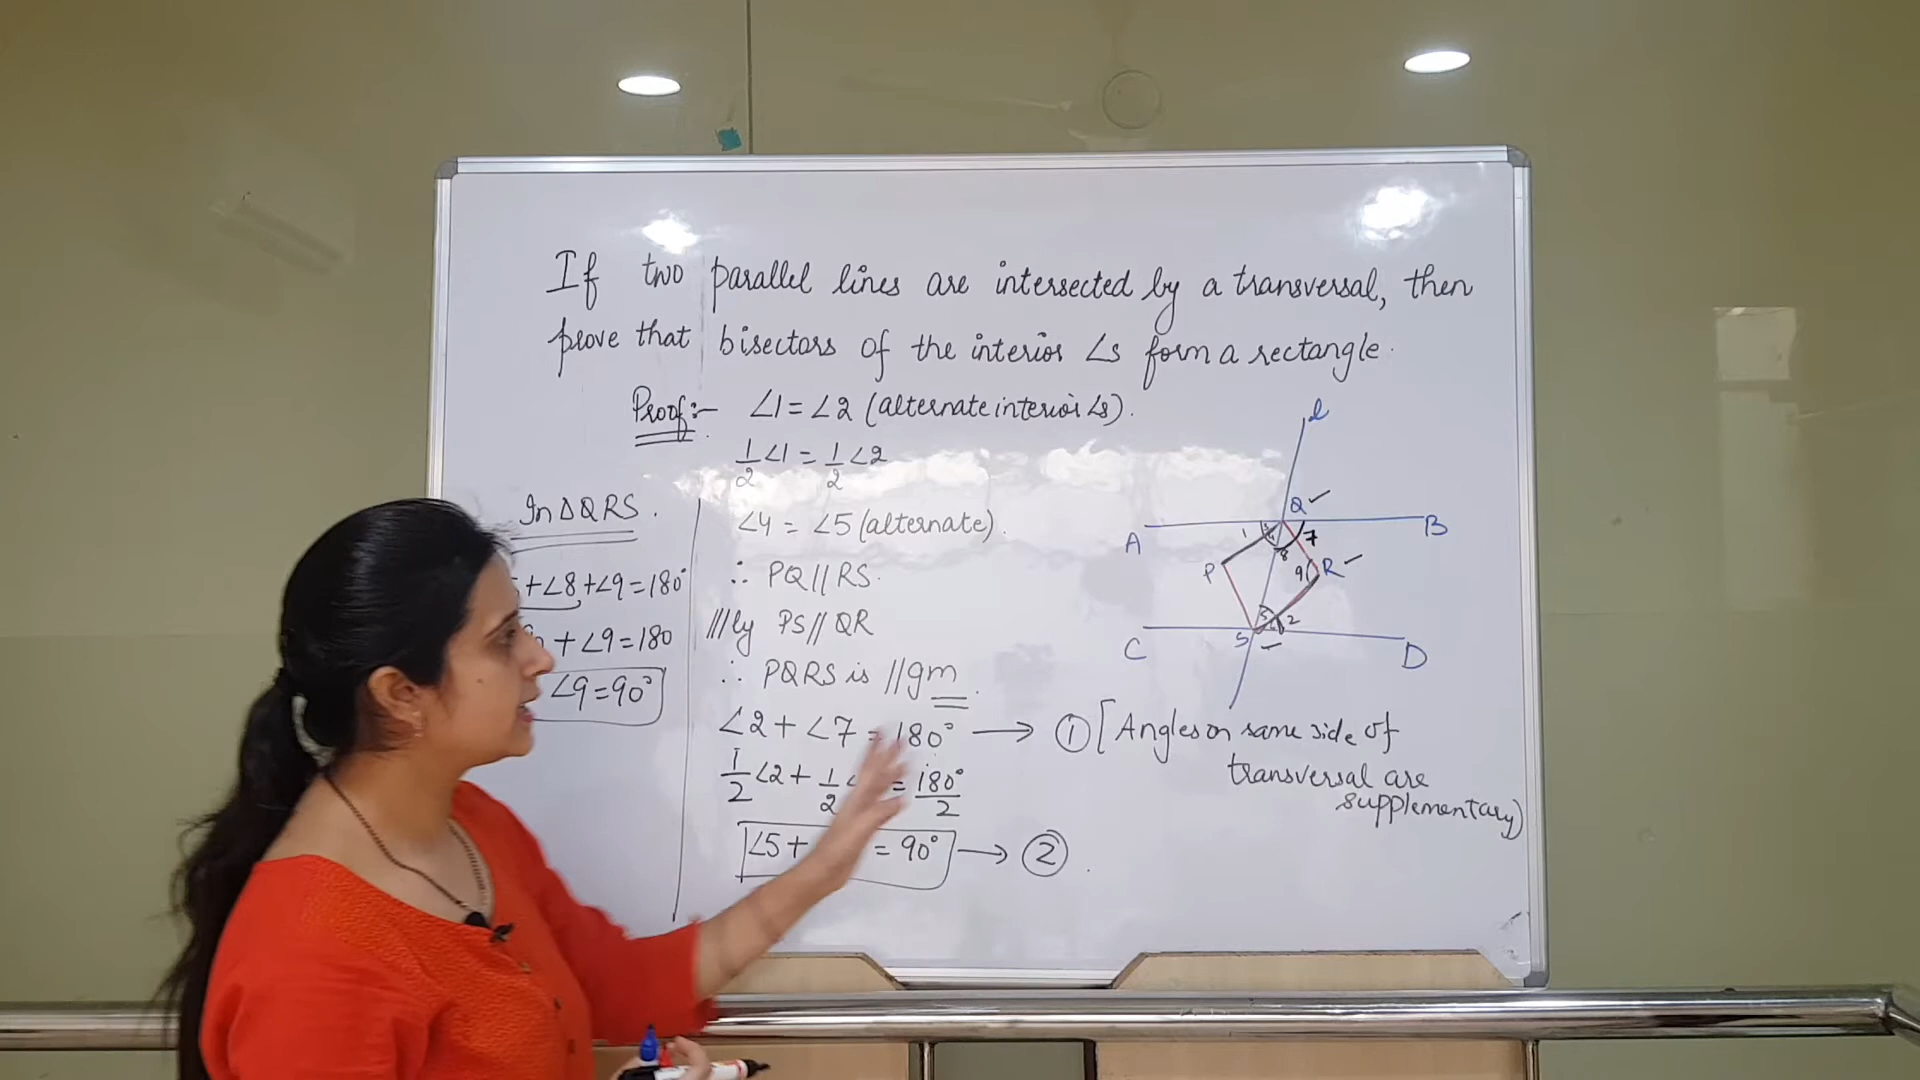 If two parallel lines are intersected by a transversal, then
prove that bisectors of the interior ∠s form a rectangle.
Proof:- ∠1 = ∠2 (alternate interior ∠s).
1/2 ∠1 = 1/2 ∠2
∠4 = ∠5 (alternate).
∴ PQ // RS.
///ly PS // QR
∴ PQRS is //gm.
∠2 + ∠7 = 180° → ① [Angles on same side of
transversal are
supplementary)
1/2 ∠2 + 1/2 ∠ = 180°/2
∠5 + = 90° → ②.
In △QRS.
+ ∠8 + ∠9 = 180°
+ ∠9 = 180
∠9 = 90°
l
Q
A
B
1
7
8
P
9
R
5
2
S
C
D